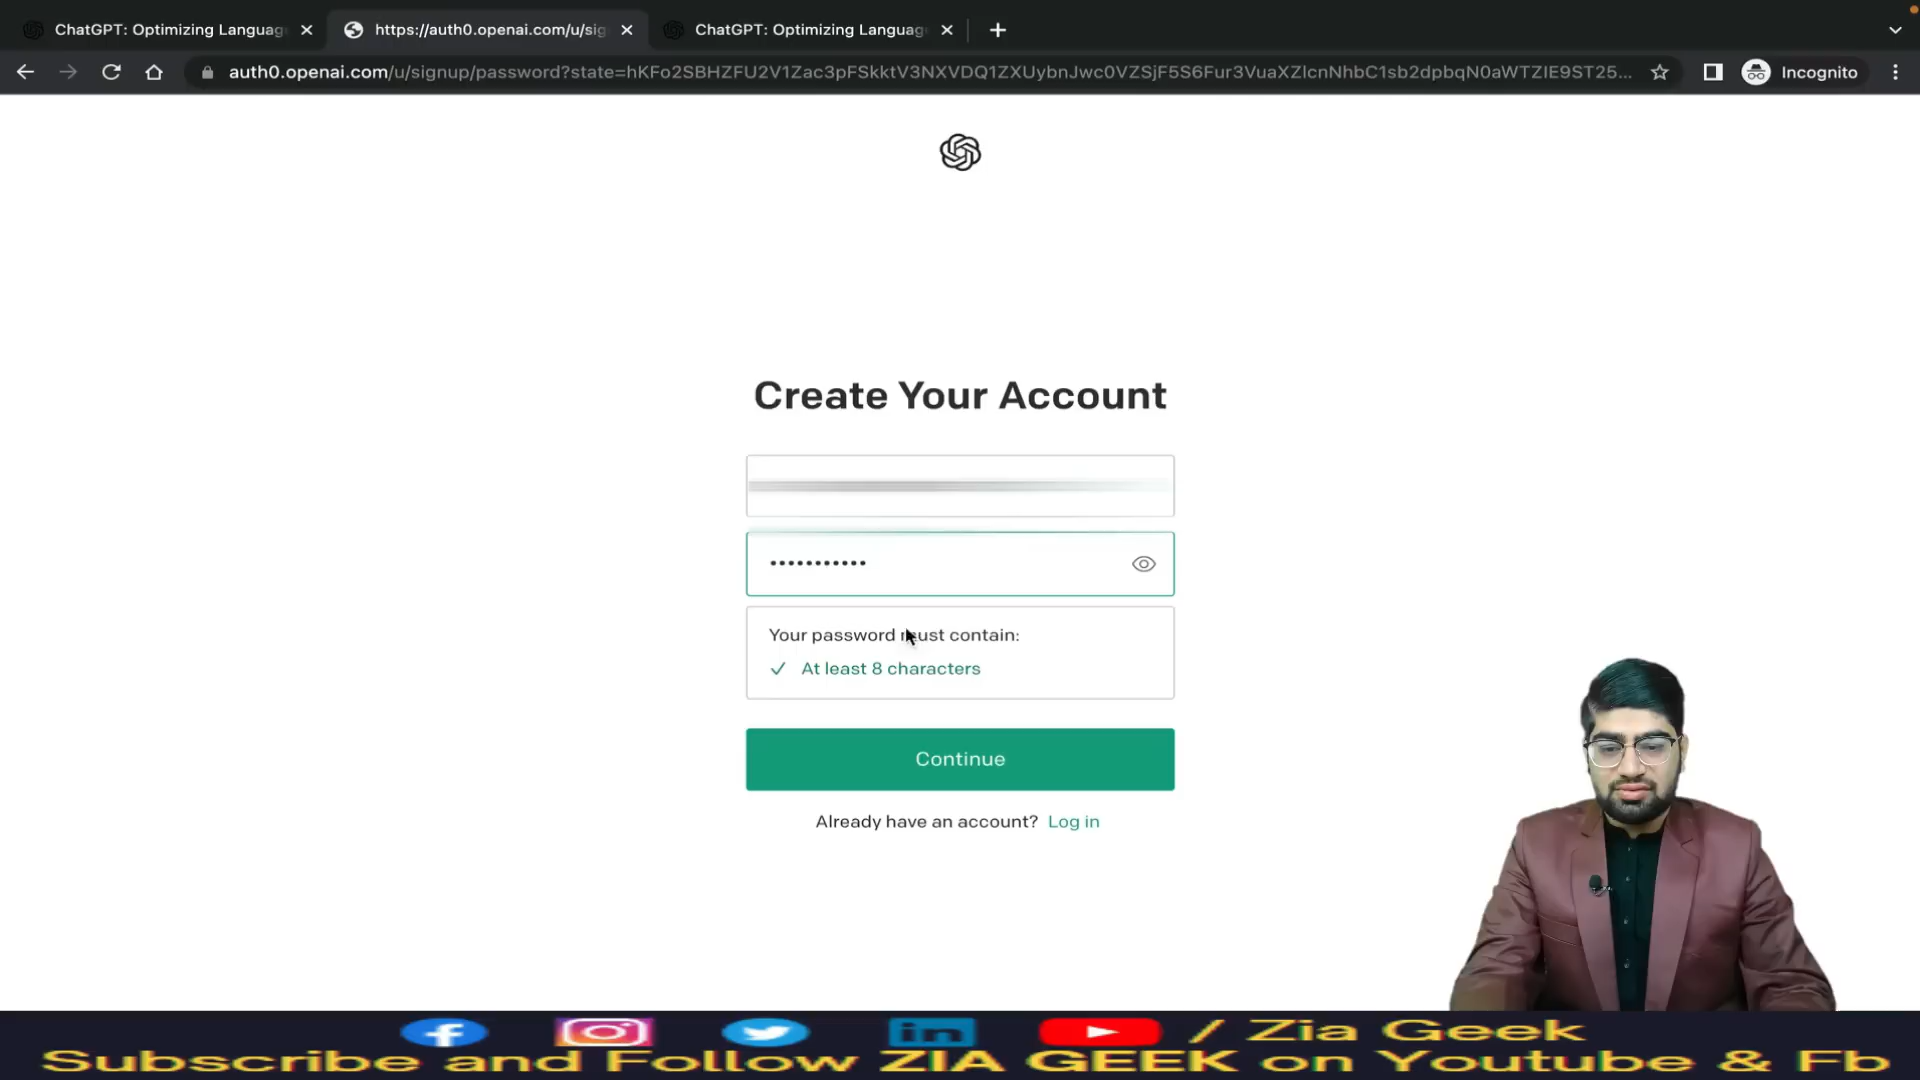 ChatGPT: Optimizing Languag
https://auth0.openai.com/u/sig
ChatGPT: Optimizing Languag
auth0.openai.com/u/signup/password?state=hKFo2SBHZFU2V1Zac3pFSkktV3NXVDQ1ZXUybnJwc0VZSjF5S6Fur3VuaXZlcnNhbC1sb2dpbqN0aWTZIE9ST25...
Incognito
Create Your Account
•••••••••••
Your password must contain:
At least 8 characters
Continue
Already have an account? Log in
/ Zia Geek
Subscribe and Follow ZIA GEEK on Youtube & Fb